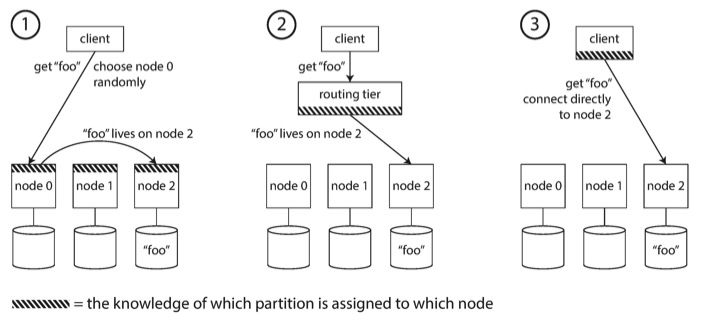 1
client
get "foo" choose node 0
randomly
"foo" lives on node 2
node 0 node 1 node 2
"foo"
2
client
get "foo"
routing tier
"foo" lives on node 2
node 0 node 1 node 2
"foo"
3
client
get "foo"
connect directly
to node 2
node 0 node 1 node 2
"foo"
= the knowledge of which partition is assigned to which node